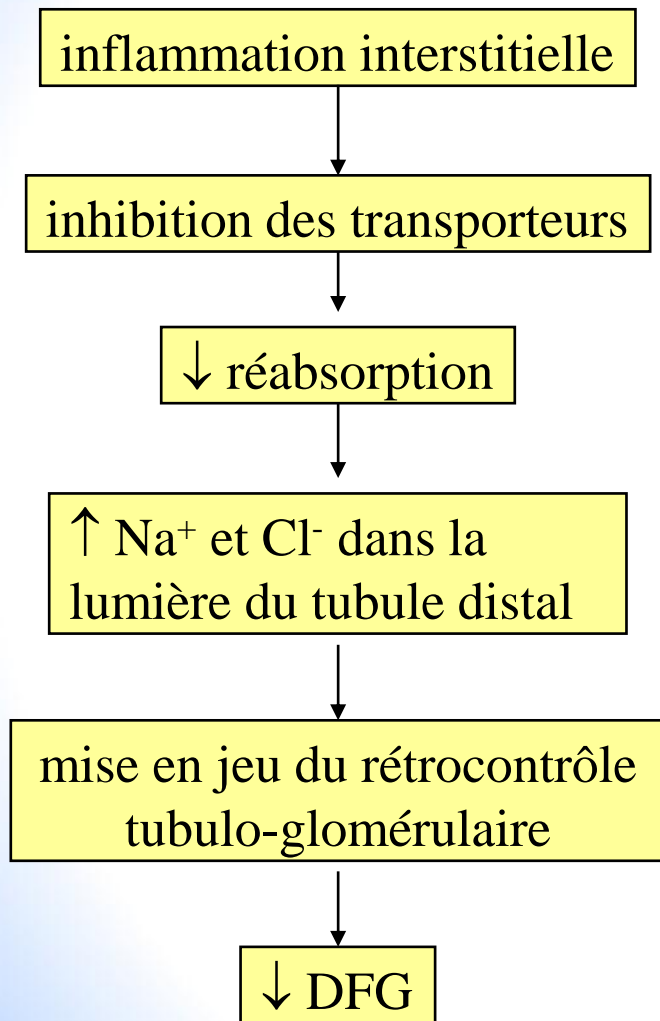 inflammation interstitielle
inhibition des transporteurs
↓ réabsorption
↑ Na⁺ et Cl⁻ dans la
lumière du tubule distal
mise en jeu du rétrocontrôle
tubulo-glomérulaire
↓ DFG